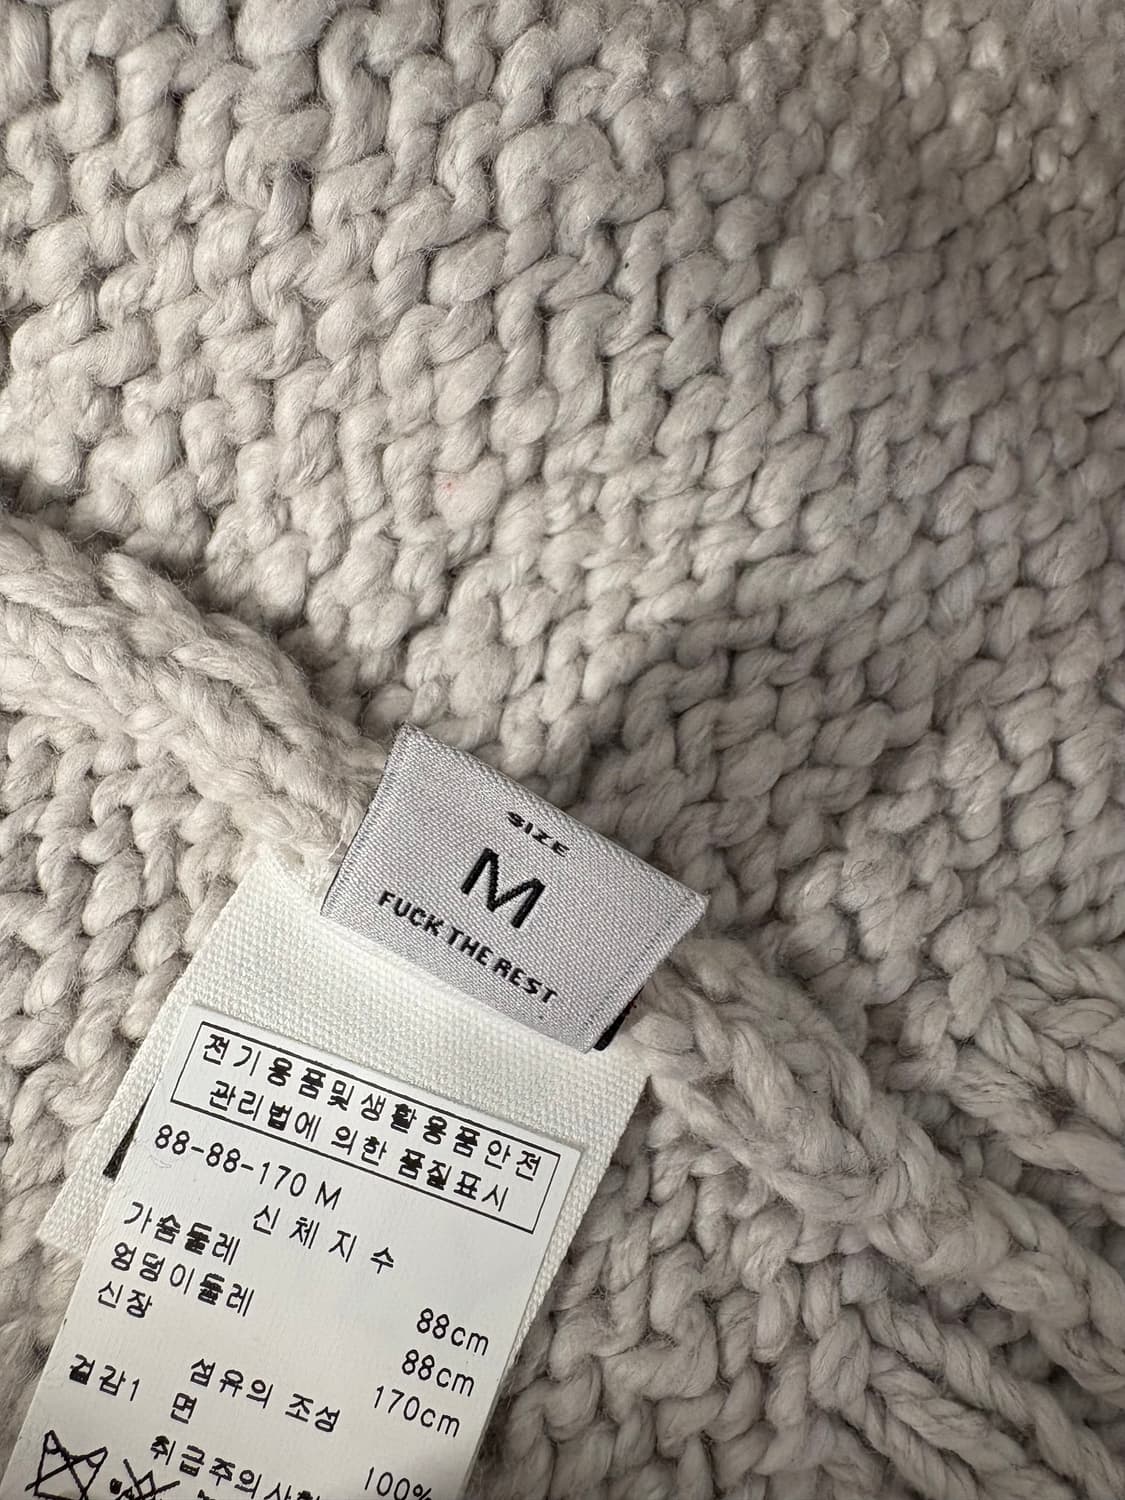 SIZE
M
FUCK THE REST
전기용품및생활용품안전
관리법에 의한 품질표시
88-88-170 M
신체지수
가슴둘레 88cm
엉덩이둘레 88cm
신장 170cm
섬유의 조성
겉감1 면 100%
취급주의사항